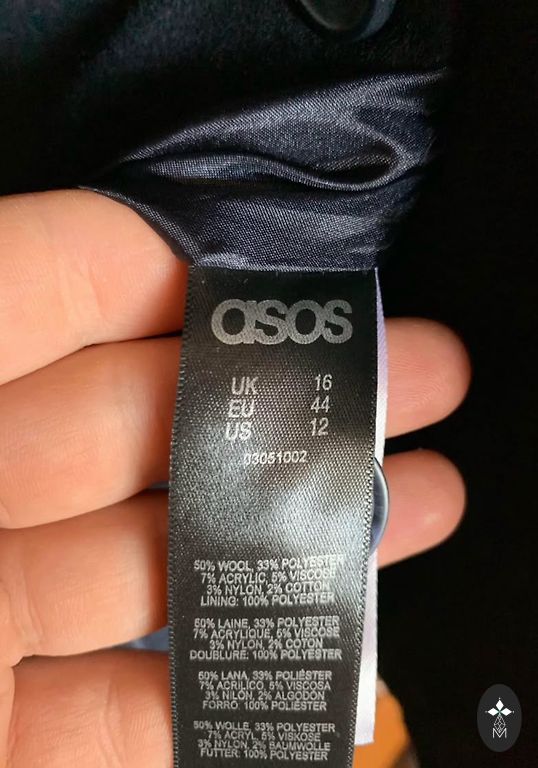 asos
UK 16
EU 44
US 12
03051002
50% WOOL, 33% POLYESTER
7% ACRYLIC, 5% VISCOSE
3% NYLON, 2% COTTON
LINING: 100% POLYESTER
50% LAINE, 33% POLYESTER
7% ACRYLIQUE, 5% VISCOSE
3% NYLON, 2% COTON
DOUBLURE: 100% POLYESTER
50% LANA, 33% POLIÉSTER
7% ACRILICO, 5% VISCOSA
3% NILÓN, 2% ALGODON
FORRO: 100% POLIÉSTER
50% WOLLE, 33% POLYESTER
7% ACRYL, 5% VISKOSE
3% NYLON, 2% BAUMWOLLE
FUTTER: 100% POLYESTER
M